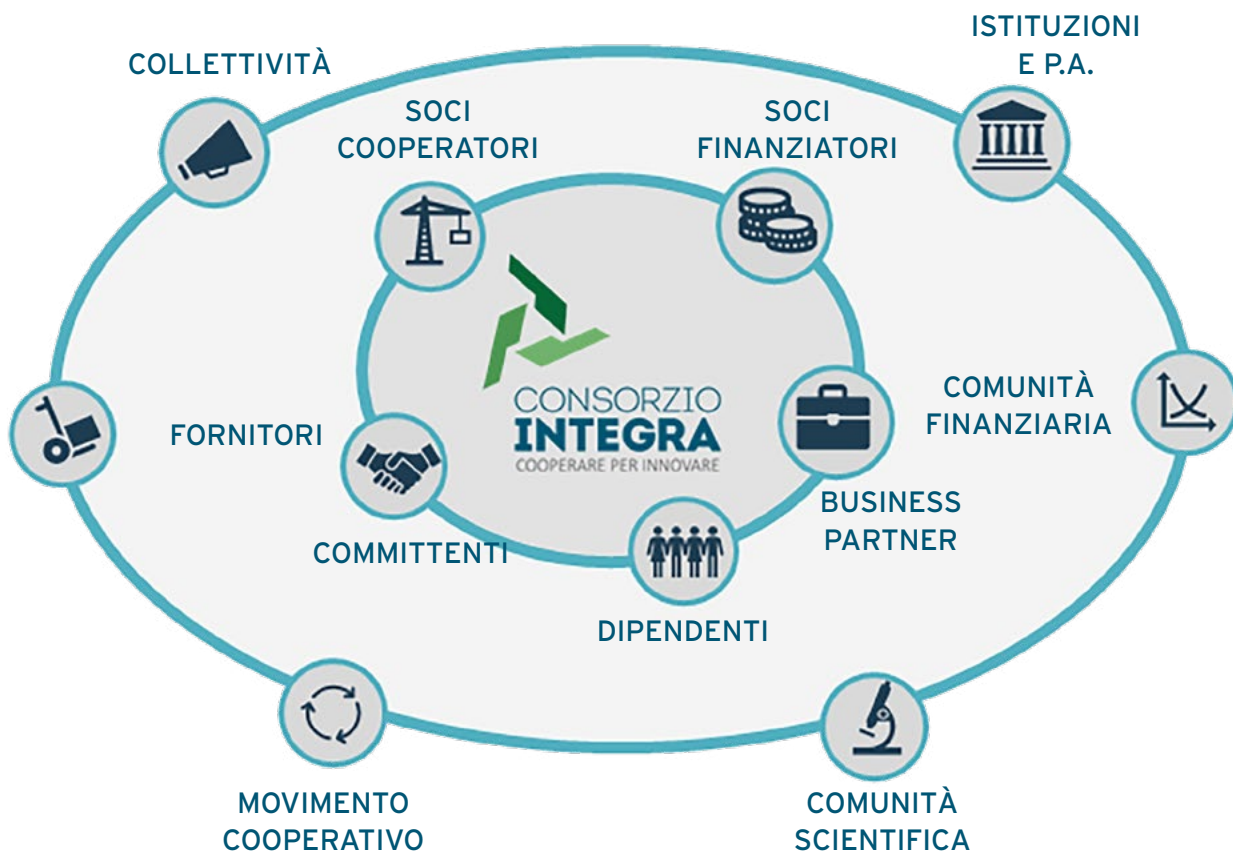 ISTITUZIONI
E P.A.
COLLETTIVITÀ
SOCI
COOPERATORI
SOCI
FINANZIATORI
CONSORZIO
INTEGRA
COOPERARE PER INNOVARE
COMUNITÀ
FINANZIARIA
FORNITORI
BUSINESS
PARTNER
COMMITTENTI
DIPENDENTI
MOVIMENTO
COOPERATIVO
COMUNITÀ
SCIENTIFICA